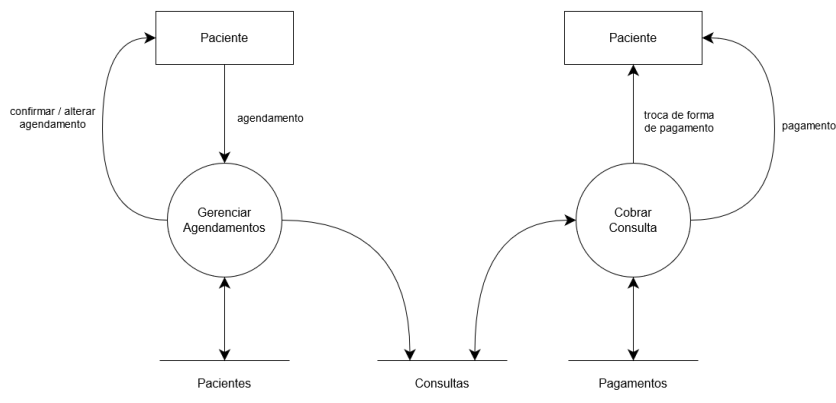 Paciente
Paciente
confirmar / alterar
agendamento
agendamento
troca de forma
de pagamento
pagamento
Gerenciar
Agendamentos
Cobrar
Consulta
Pacientes
Consultas
Pagamentos